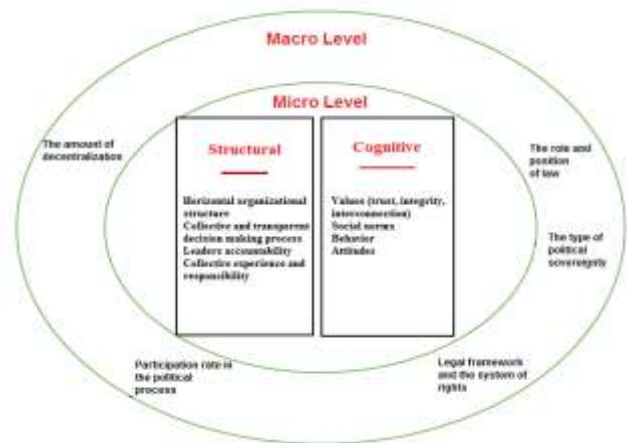 Macro Level
Micro Level
The amount of
decentralization
Structural
Horizontal organizational
structure
Collective and transparent
decision making process
Leaders accountability
Collective experience and
responsibility
Cognitive
Values (trust, integrity,
interconnection)
Social norms
Behavior
Attitudes
The role and
position
of law
The type of
political
sovereignty
Participation rate in
the political
process
Legal framework
and the system of
rights